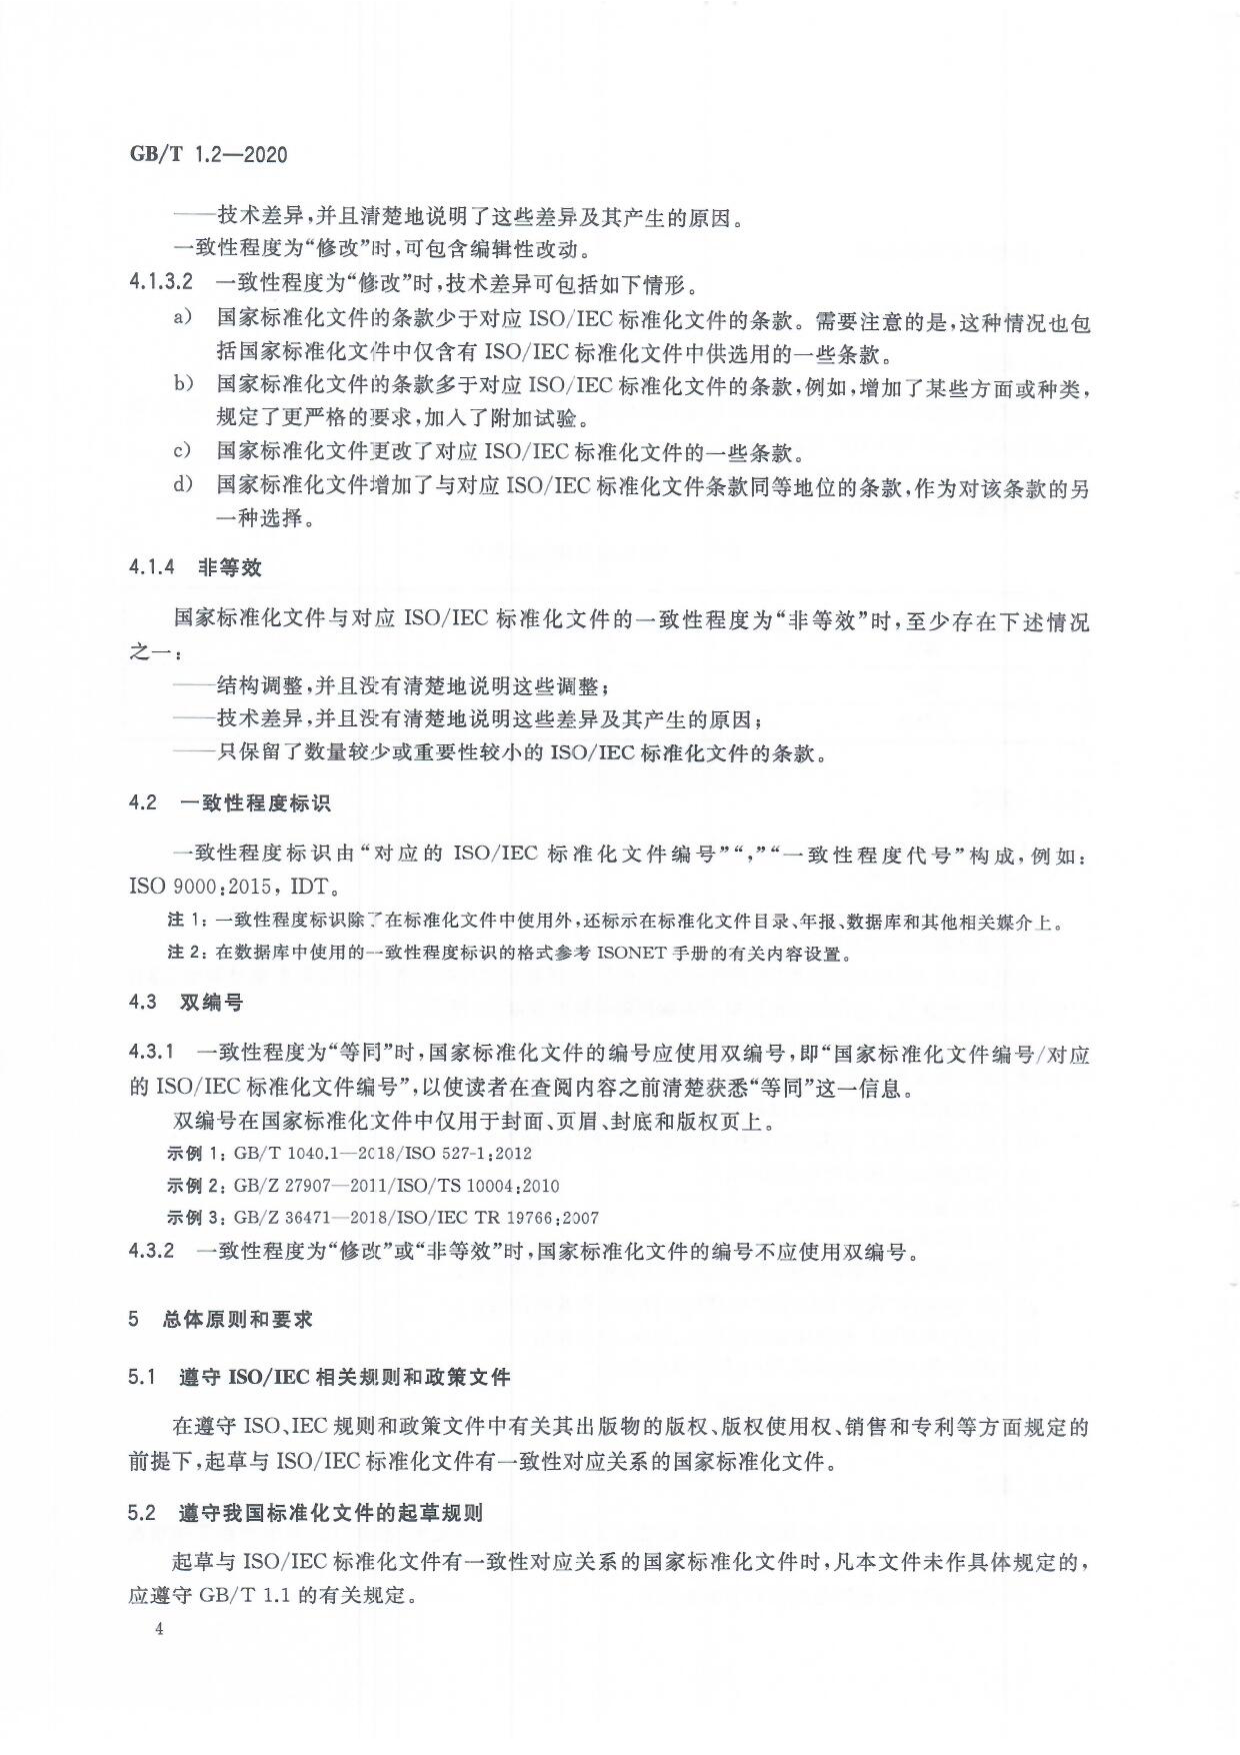 GB/T 1.2—2020
——技术差异,并且清楚地说明了这些差异及其产生的原因。
一致性程度为“修改”时,可包含编辑性改动。
4.1.3.2 一致性程度为“修改”时,技术差异可包括如下情形。
a) 国家标准化文件的条款少于对应 ISO/IEC 标准化文件的条款。需要注意的是,这种情况也包
括国家标准化文件中仅含有 ISO/IEC 标准化文件中供选用的一些条款。
b) 国家标准化文件的条款多于对应 ISO/IEC 标准化文件的条款,例如,增加了某些方面或种类,
规定了更严格的要求,加入了附加试验。
c) 国家标准化文件更改了对应 ISO/IEC 标准化文件的一些条款。
d) 国家标准化文件增加了与对应 ISO/IEC 标准化文件条款同等地位的条款,作为对该条款的另
一种选择。
4.1.4 非等效
国家标准化文件与对应 ISO/IEC 标准化文件的一致性程度为“非等效”时,至少存在下述情况
之一:
——结构调整,并且没有清楚地说明这些调整;
——技术差异,并且没有清楚地说明这些差异及其产生的原因;
——只保留了数量较少或重要性较小的 ISO/IEC 标准化文件的条款。
4.2 一致性程度标识
一致性程度标识由“对应的 ISO/IEC 标准化文件编号”“,”“一致性程度代号”构成,例如:
ISO 9000:2015, IDT。
注 1: 一致性程度标识除了在标准化文件中使用外,还标示在标准化文件目录、年报、数据库和其他相关媒介上。
注 2: 在数据库中使用的一致性程度标识的格式参考 ISONET 手册的有关内容设置。
4.3 双编号
4.3.1 一致性程度为“等同”时,国家标准化文件的编号应使用双编号,即“国家标准化文件编号/对应
的 ISO/IEC 标准化文件编号”,以使读者在查阅内容之前清楚获悉“等同”这一信息。
双编号在国家标准化文件中仅用于封面、页眉、封底和版权页上。
示例 1: GB/T 1040.1—2018/ISO 527-1:2012
示例 2: GB/Z 27907—2011/ISO/TS 10004:2010
示例 3: GB/Z 36471—2018/ISO/IEC TR 19766:2007
4.3.2 一致性程度为“修改”或“非等效”时,国家标准化文件的编号不应使用双编号。
5 总体原则和要求
5.1 遵守 ISO/IEC 相关规则和政策文件
在遵守 ISO、IEC 规则和政策文件中有关其出版物的版权、版权使用权、销售和专利等方面规定的
前提下,起草与 ISO/IEC 标准化文件有一致性对应关系的国家标准化文件。
5.2 遵守我国标准化文件的起草规则
起草与 ISO/IEC 标准化文件有一致性对应关系的国家标准化文件时,凡本文件未作具体规定的,
应遵守 GB/T 1.1 的有关规定。
4